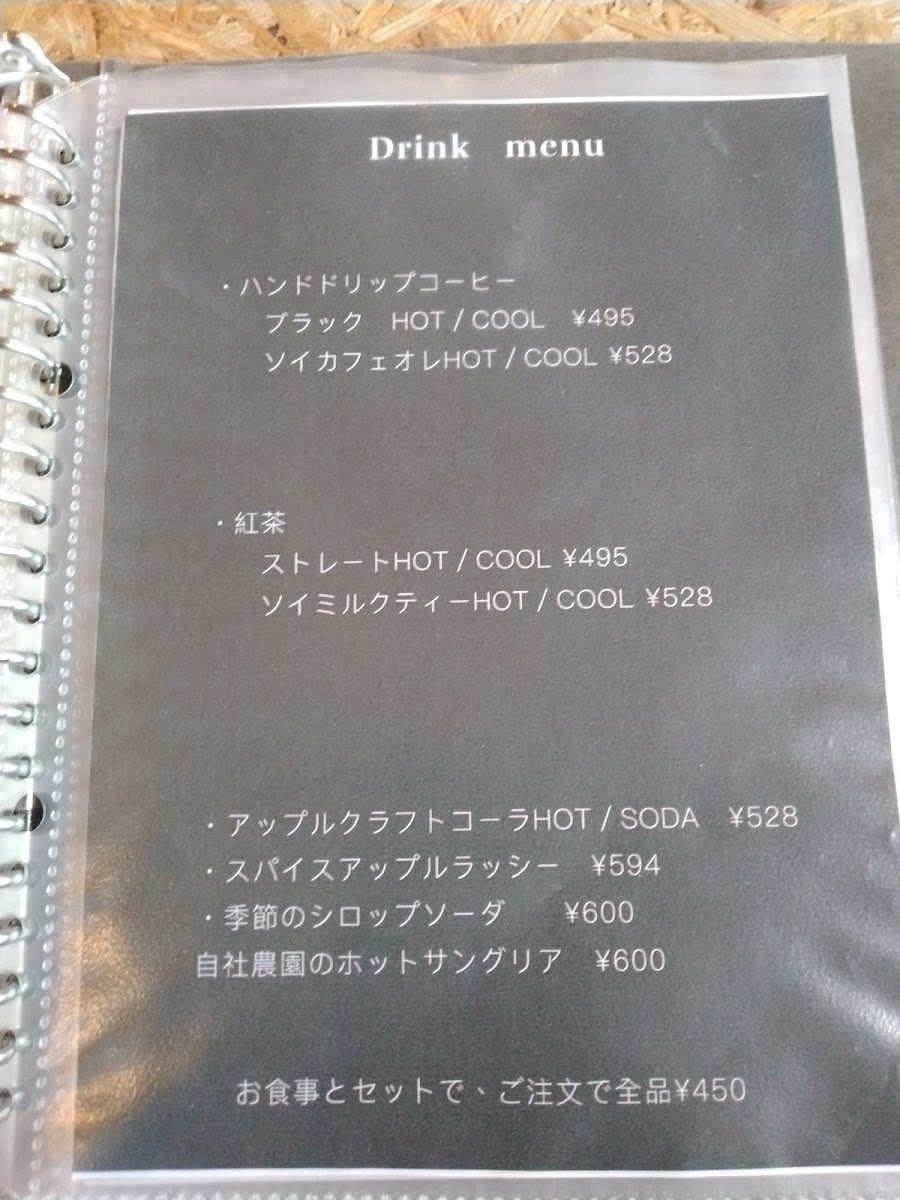 Drink menu
・ハンドドリップコーヒー
ブラック HOT / COOL ¥495
ソイカフェオレHOT / COOL ¥528
・紅茶
ストレートHOT / COOL ¥495
ソイミルクティーHOT / COOL ¥528
・アップルクラフトコーラHOT / SODA ¥528
・スパイスアップルラッシー ¥594
・季節のシロップソーダ ¥600
自社農園のホットサングリア ¥600
お食事とセットで、ご注文で全品¥450